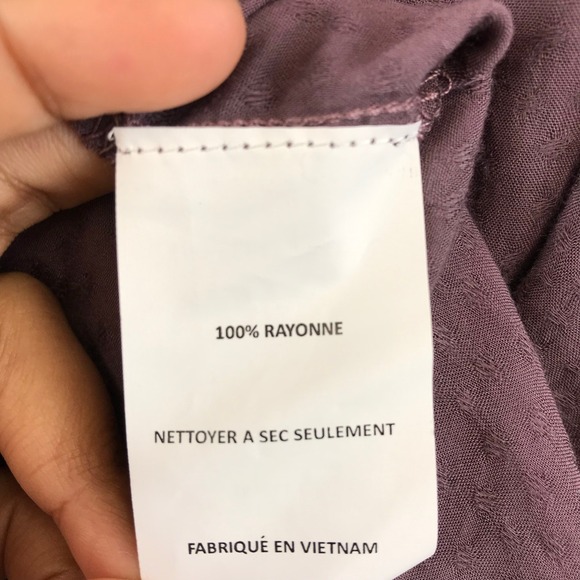 100% RAYONNE
NETTOYER A SEC SEULEMENT
FABRIQUÉ EN VIETNAM